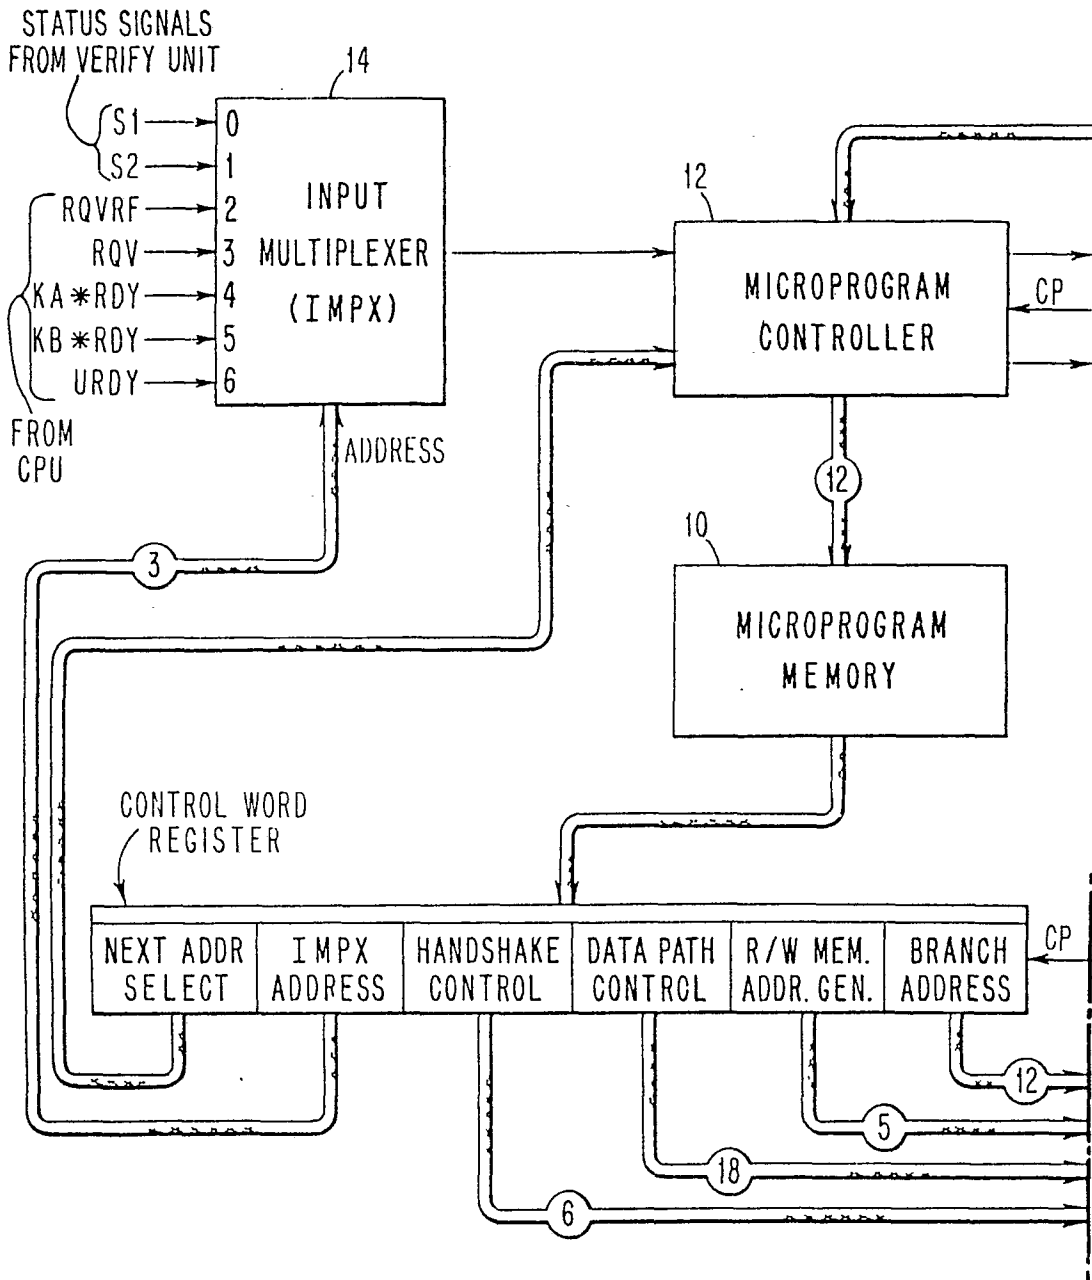 STATUS SIGNALS
FROM VERIFY UNIT
14
S1
0
S2
1
RQVRF
2
RQV
3
KA*RDY
4
KB*RDY
5
URDY
6
INPUT
MULTIPLEXER
(IMPX)
FROM
CPU
ADDRESS
12
MICROPROGRAM
CONTROLLER
CP
12
3
10
MICROPROGRAM
MEMORY
CONTROL WORD
REGISTER
NEXT ADDR
SELECT
IMPX
ADDRESS
HANDSHAKE
CONTROL
DATA PATH
CONTROL
R/W MEM.
ADDR. GEN.
BRANCH
ADDRESS
CP
12
5
18
6